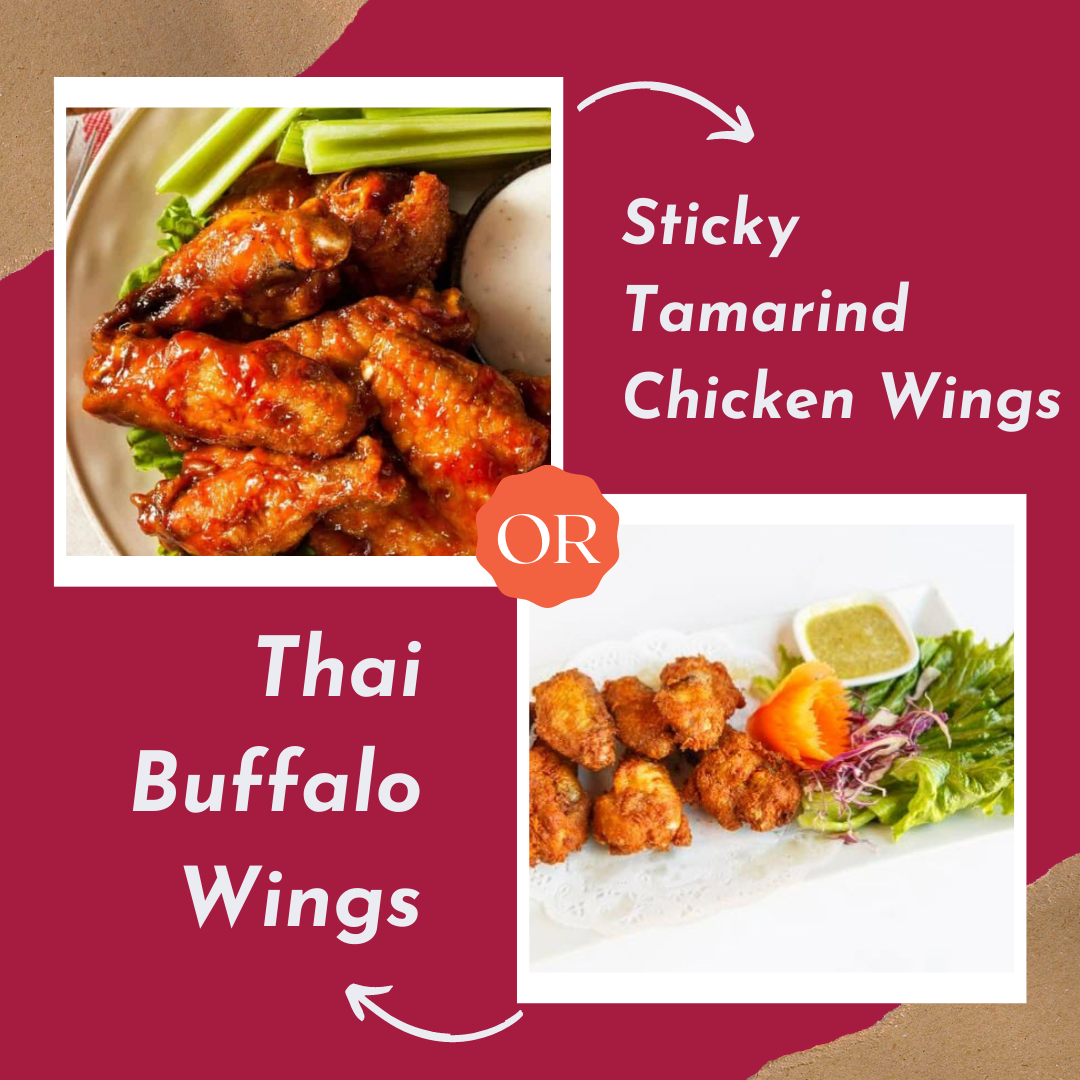 Sticky
Tamarind
Chicken Wings
OR
Thai
Buffalo
Wings